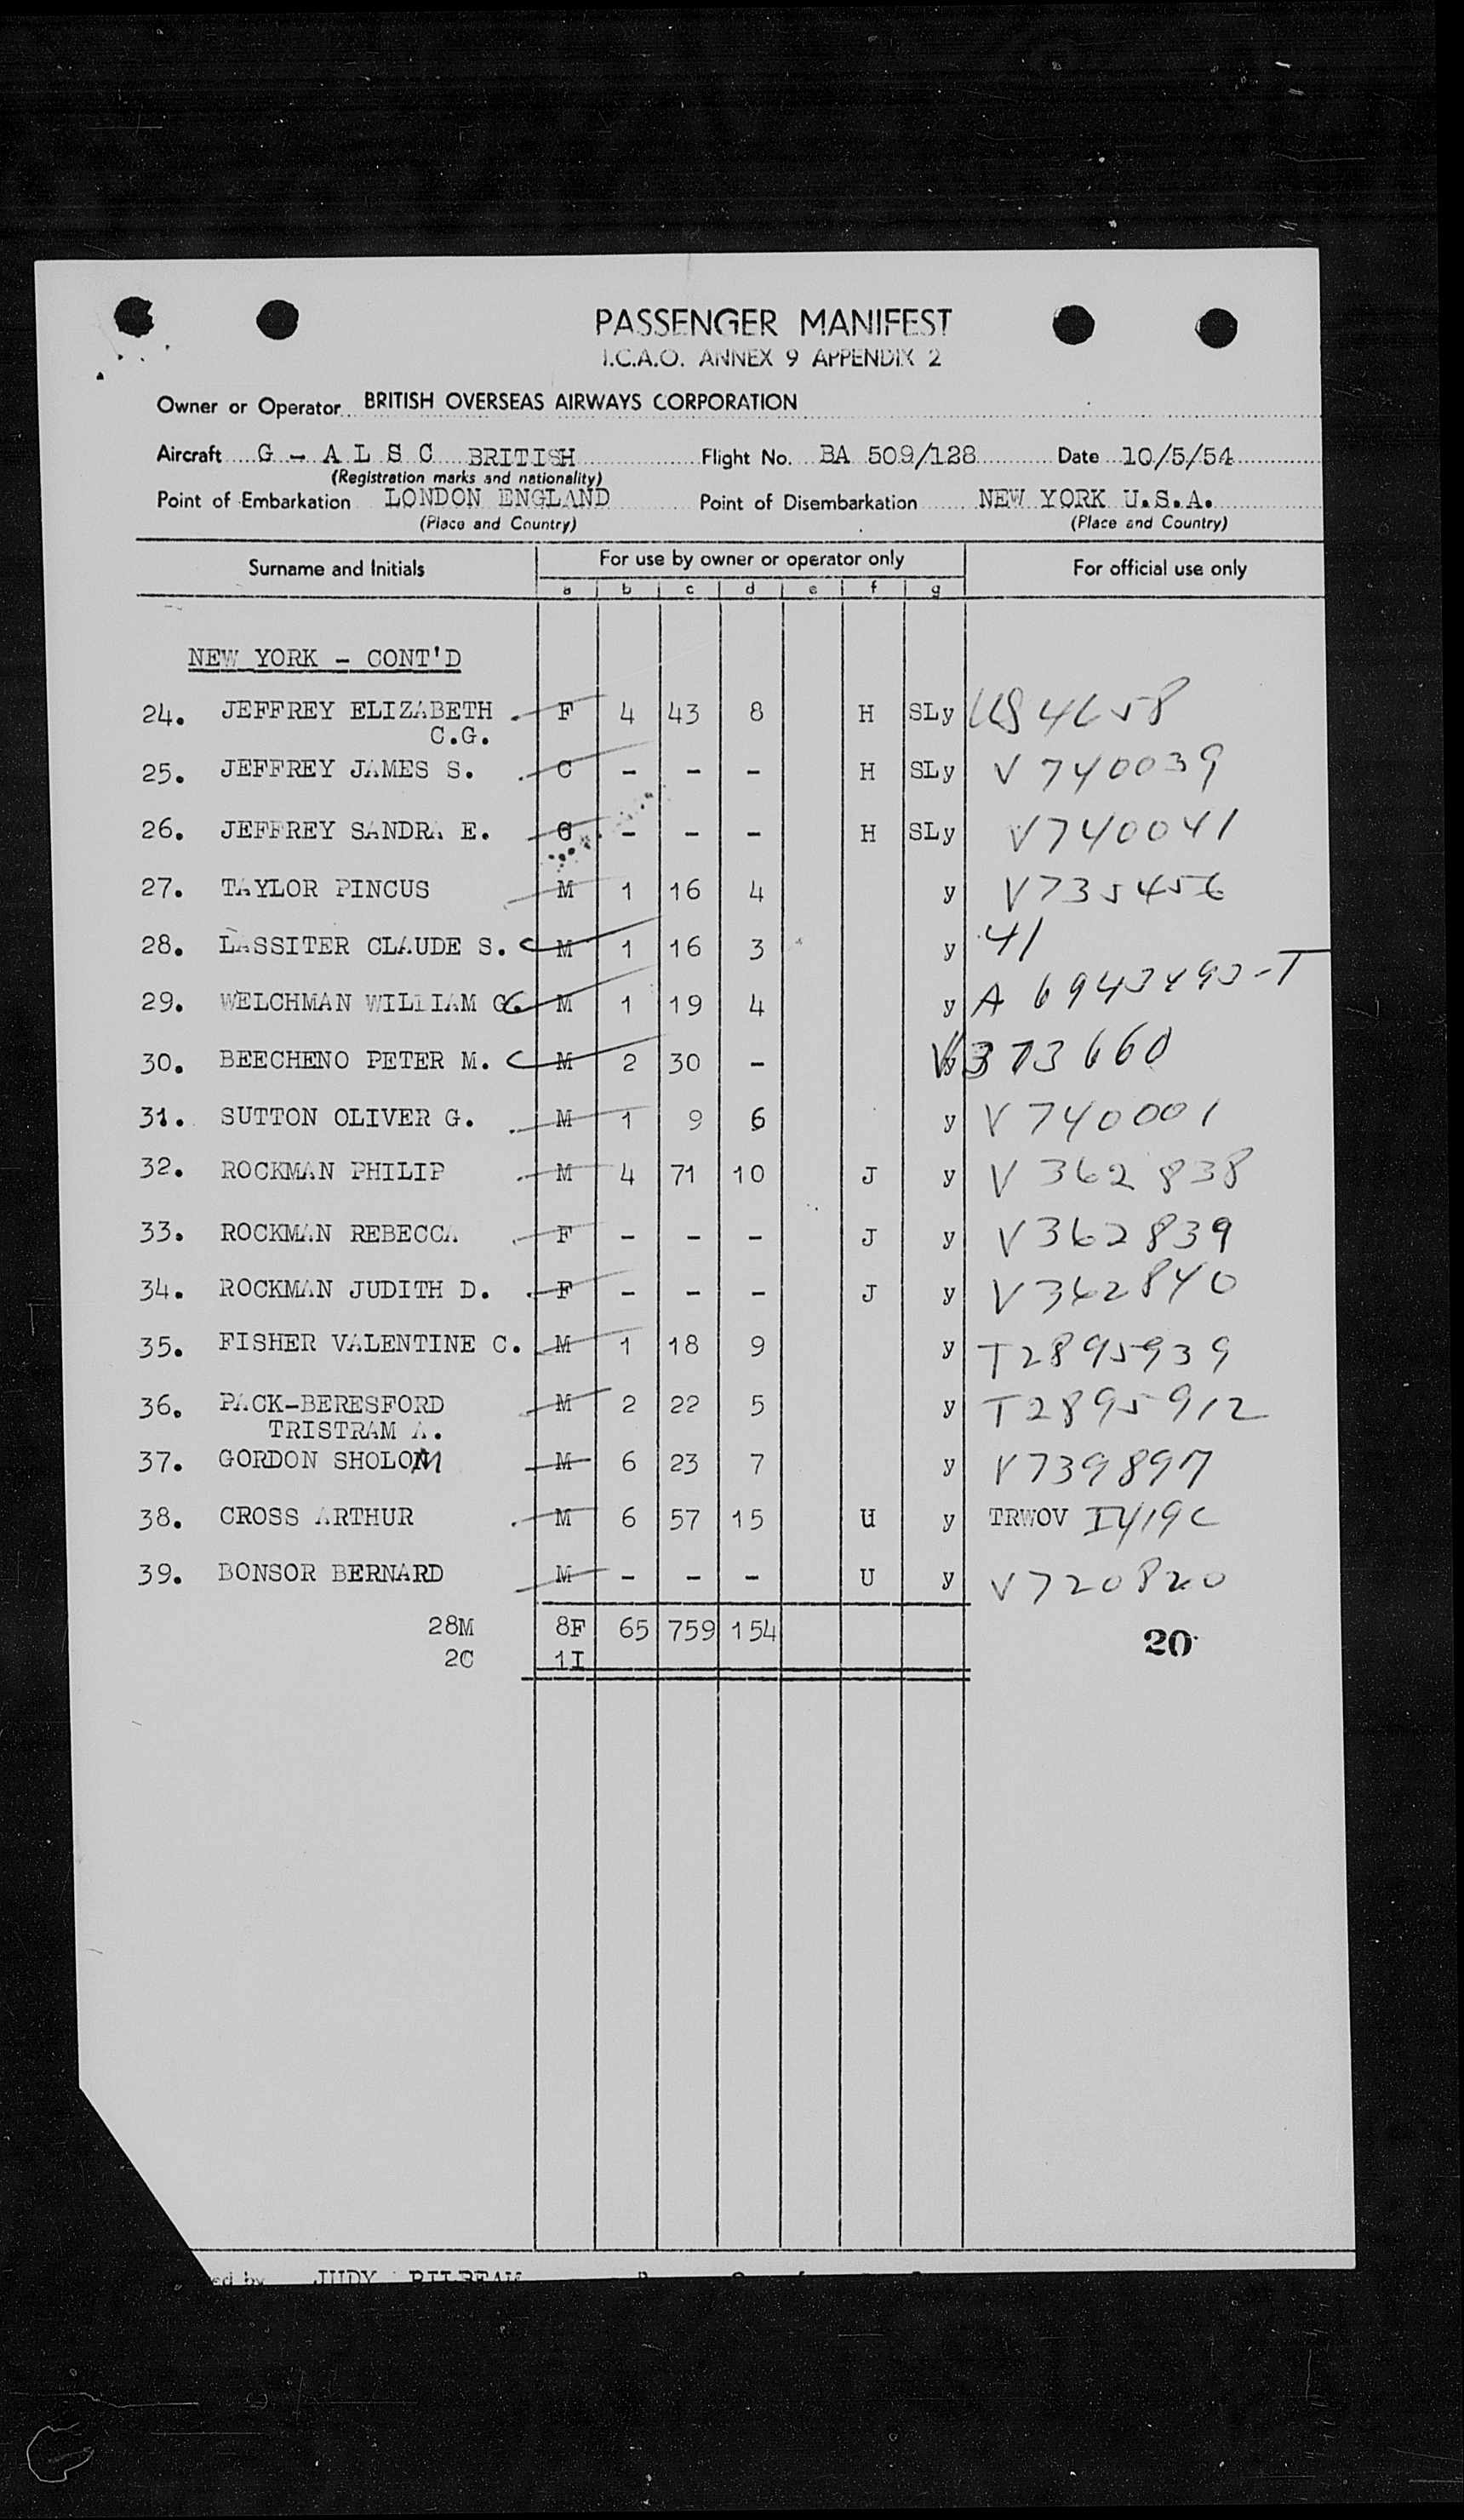 PASSENGER MANIFEST
I.C.A.O. ANNEX 9 APPENDIX 2
Owner or Operator BRITISH OVERSEAS AIRWAYS CORPORATION
Aircraft G - A L S C BRITISH Flight No. BA 509/128 Date 10/5/54
(Registration marks and nationality)
Point of Embarkation LONDON ENGLAND Point of Disembarkation NEW YORK U.S.A.
(Place and Country) (Place and Country)
Surname and Initials For use by owner or operator only For official use only
a b c d e f g
NEW YORK - CONT'D
24. JEFFREY ELIZABETH F 4 43 8 H SLy
C.G.
25. JEFFREY JAMES S. C - - - H SLy V 740039
26. JEFFREY SANDRA E. - - - H SLy V740041
27. TAYLOR PINCUS M 1 16 4 y V735456
28. LASSITER CLAUDE S. M 1 16 3 y 41
29. WELCHMAN WILLIAM G. M 1 19 4 y A
30. BEECHENO PETER M. M 2 30 - V373660
31. SUTTON OLIVER G. M 1 9 6 y V740001
32. ROCKMAN PHILIP M 4 71 10 J y V 362 838
33. ROCKMAN REBECCA F - - - J y V362839
34. ROCKMAN JUDITH D. F - - - J y V362840
35. FISHER VALENTINE C. M 1 18 9 y T2895939
36. PACK-BERESFORD M 2 22 5 y T2895912
TRISTRAM A.
37. GORDON SHOLOM M 6 23 7 y V739897
38. CROSS ARTHUR M 6 57 15 U y TRWOV
39. BONSOR BERNARD M - - - U y V720820
28M 8F 65 759 154
2C 1I
20
JUDY